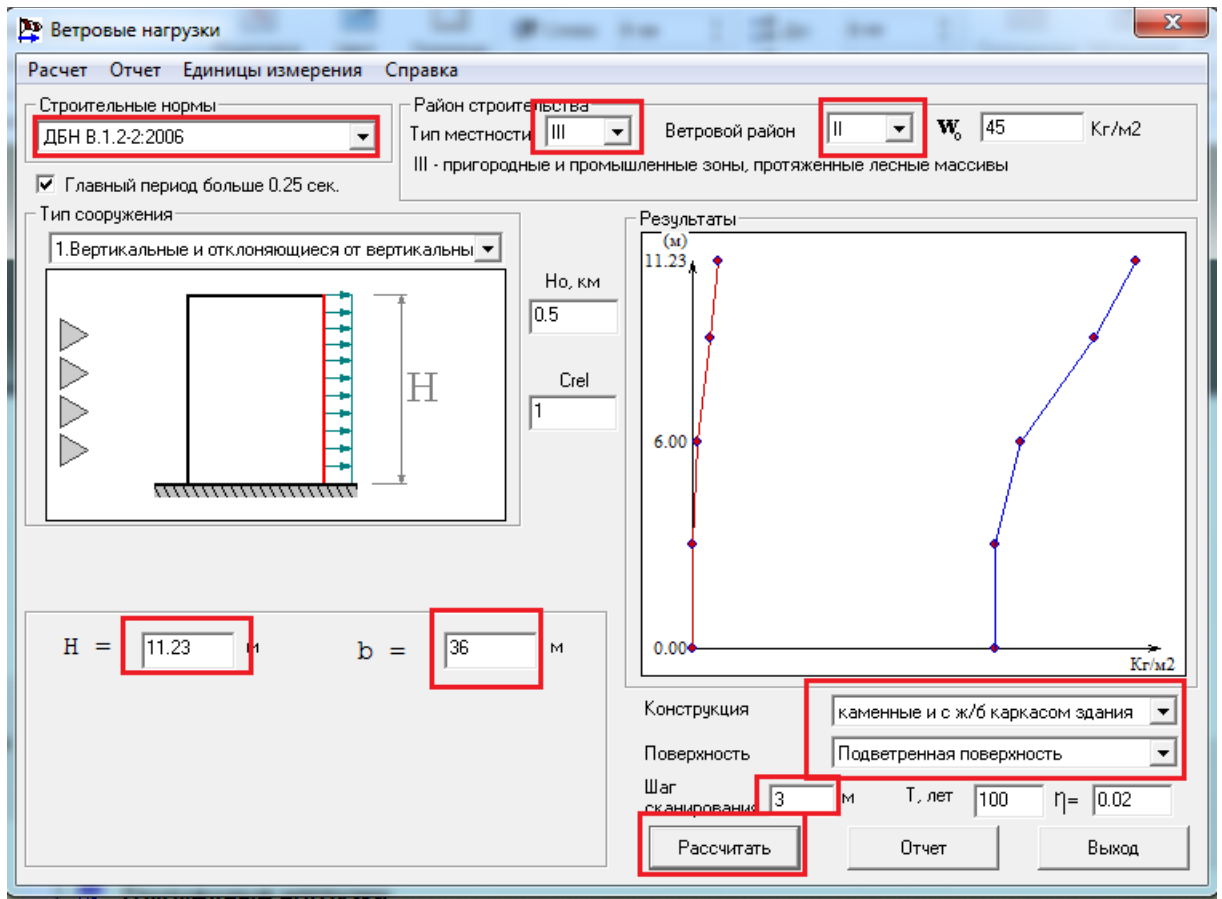 Ветровые нагрузки
Расчет Отчет Единицы измерения Справка
Строительные нормы
ДБН В.1.2-2:2006
Главный период больше 0.25 сек.
Район строительства
Тип местности III Ветровой район II W₀ 45 Кг/м2
III - пригородные и промышленные зоны, протяженные лесные массивы
Тип сооружения
1.Вертикальные и отклоняющиеся от вертикальны
H
Но, км
0.5
Crel
1
Результаты
(м)
11.23
6.00
0.00
Кг/м2
H = 11.23 м b = 36 м
Конструкция каменные и с ж/б каркасом здания
Поверхность Подветренная поверхность
Шаг
сканирования 3 м Т, лет 100 η= 0.02
Рассчитать Отчет Выход